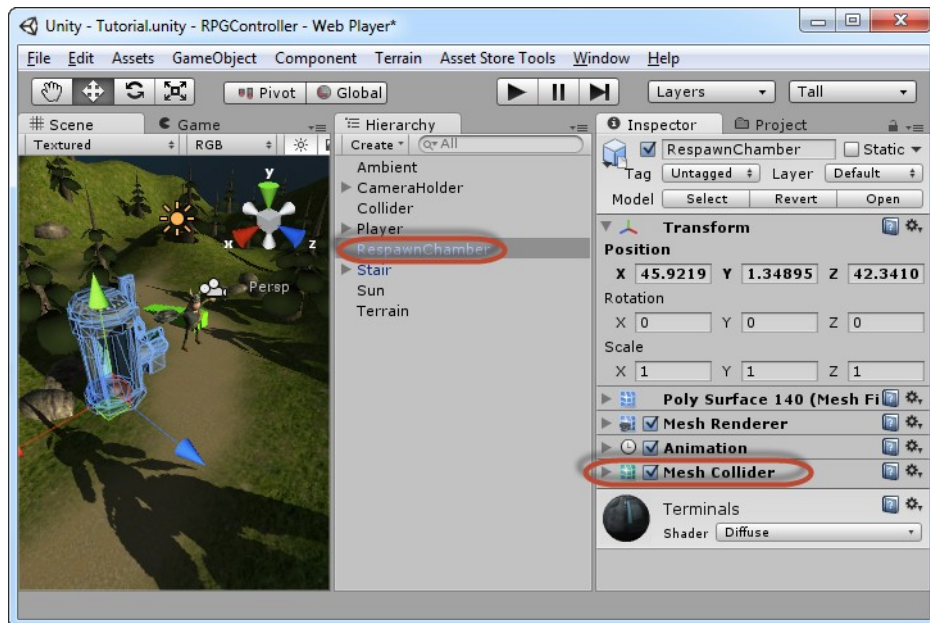 Unity - Tutorial.unity - RPGController - Web Player*
File Edit Assets GameObject Component Terrain Asset Store Tools Window Help
Pivot Global Layers Tall
# Scene Game Hierarchy Inspector Project
Textured RGB Create All RespawnChamber Static
Tag Untagged Layer Default
Model Select Revert Open
Ambient
CameraHolder
Collider
Player
RespawnChamber
Stair
Sun
Terrain
y
x z
Persp
Transform
Position
X 45.9219 Y 1.34895 Z 42.3410
Rotation
X 0 Y 0 Z 0
Scale
X 1 Y 1 Z 1
Poly Surface 140 (Mesh Fi
Mesh Renderer
Animation
Mesh Collider
Terminals
Shader Diffuse